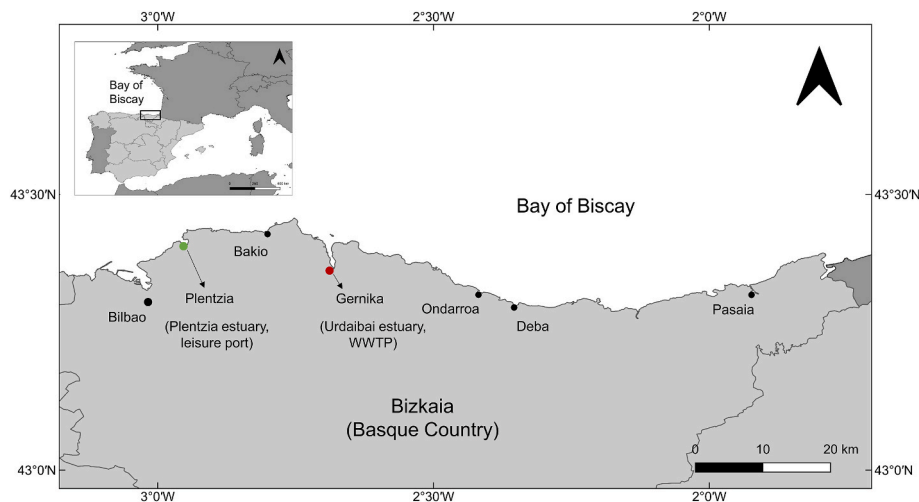 3°0'W 2°30'W 2°0'W
Bay of
Biscay
43°30'N 43°30'N
Bay of Biscay
Bakio
Plentzia
Gernika
Ondarroa
Pasaia
Bilbao
(Plentzia estuary,
leisure port)
(Urdaibai estuary,
WWTP)
Deba
Bizkaia
(Basque Country)
0 10 20 km
43°0'N 43°0'N
3°0'W 2°30'W 2°0'W